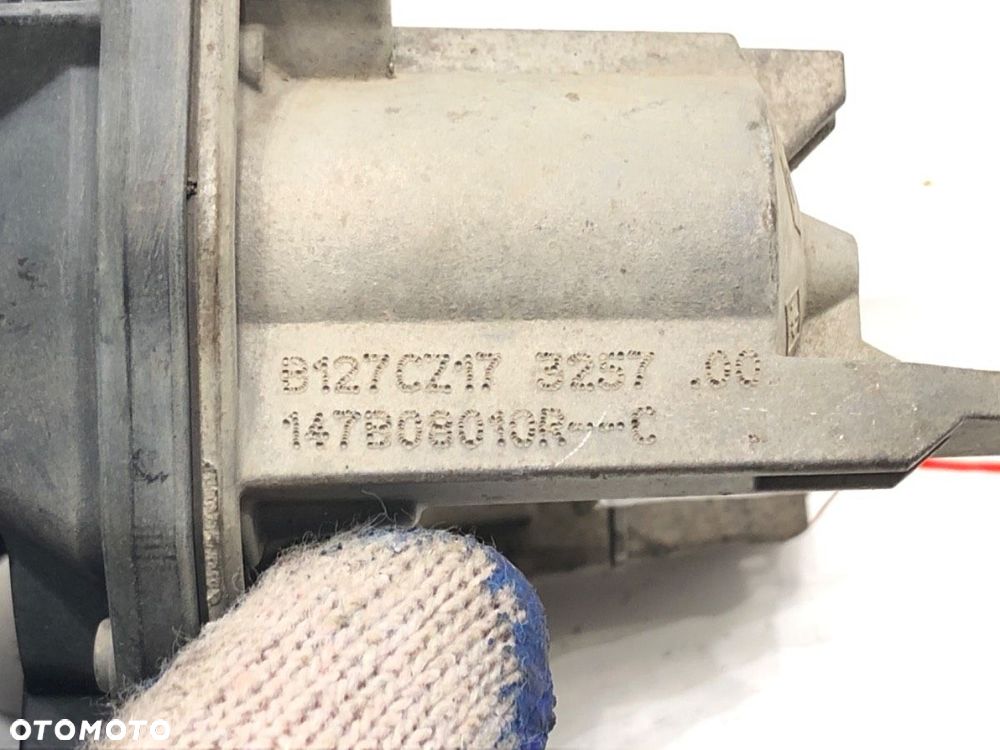 B127CZ17 3257 .00
147B08010R--C
OTOMOTO